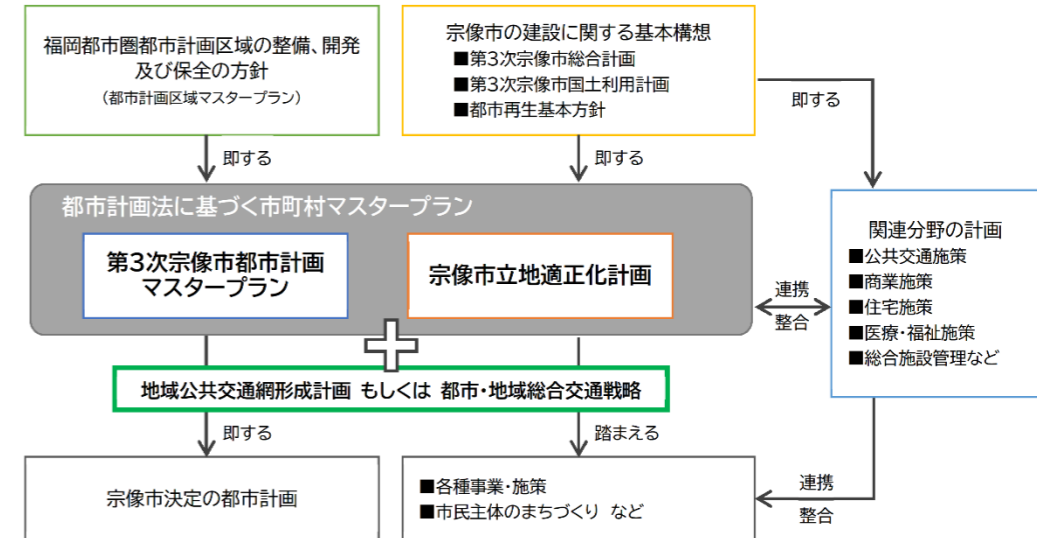 福岡都市圏都市計画区域の整備、開発
及び保全の方針
（都市計画区域マスタープラン）
宗像市の建設に関する基本構想
■第3次宗像市総合計画
■第3次宗像市国土利用計画
■都市再生基本方針
即する
即する
即する
都市計画法に基づく市町村マスタープラン
第3次宗像市都市計画
マスタープラン
宗像市立地適正化計画
連携
整合
関連分野の計画
■公共交通施策
■商業施策
■住宅施策
■医療・福祉施策
■総合施設管理など
地域公共交通網形成計画 もしくは 都市・地域総合交通戦略
即する
踏まえる
宗像市決定の都市計画
■各種事業・施策
■市民主体のまちづくり など
連携
整合